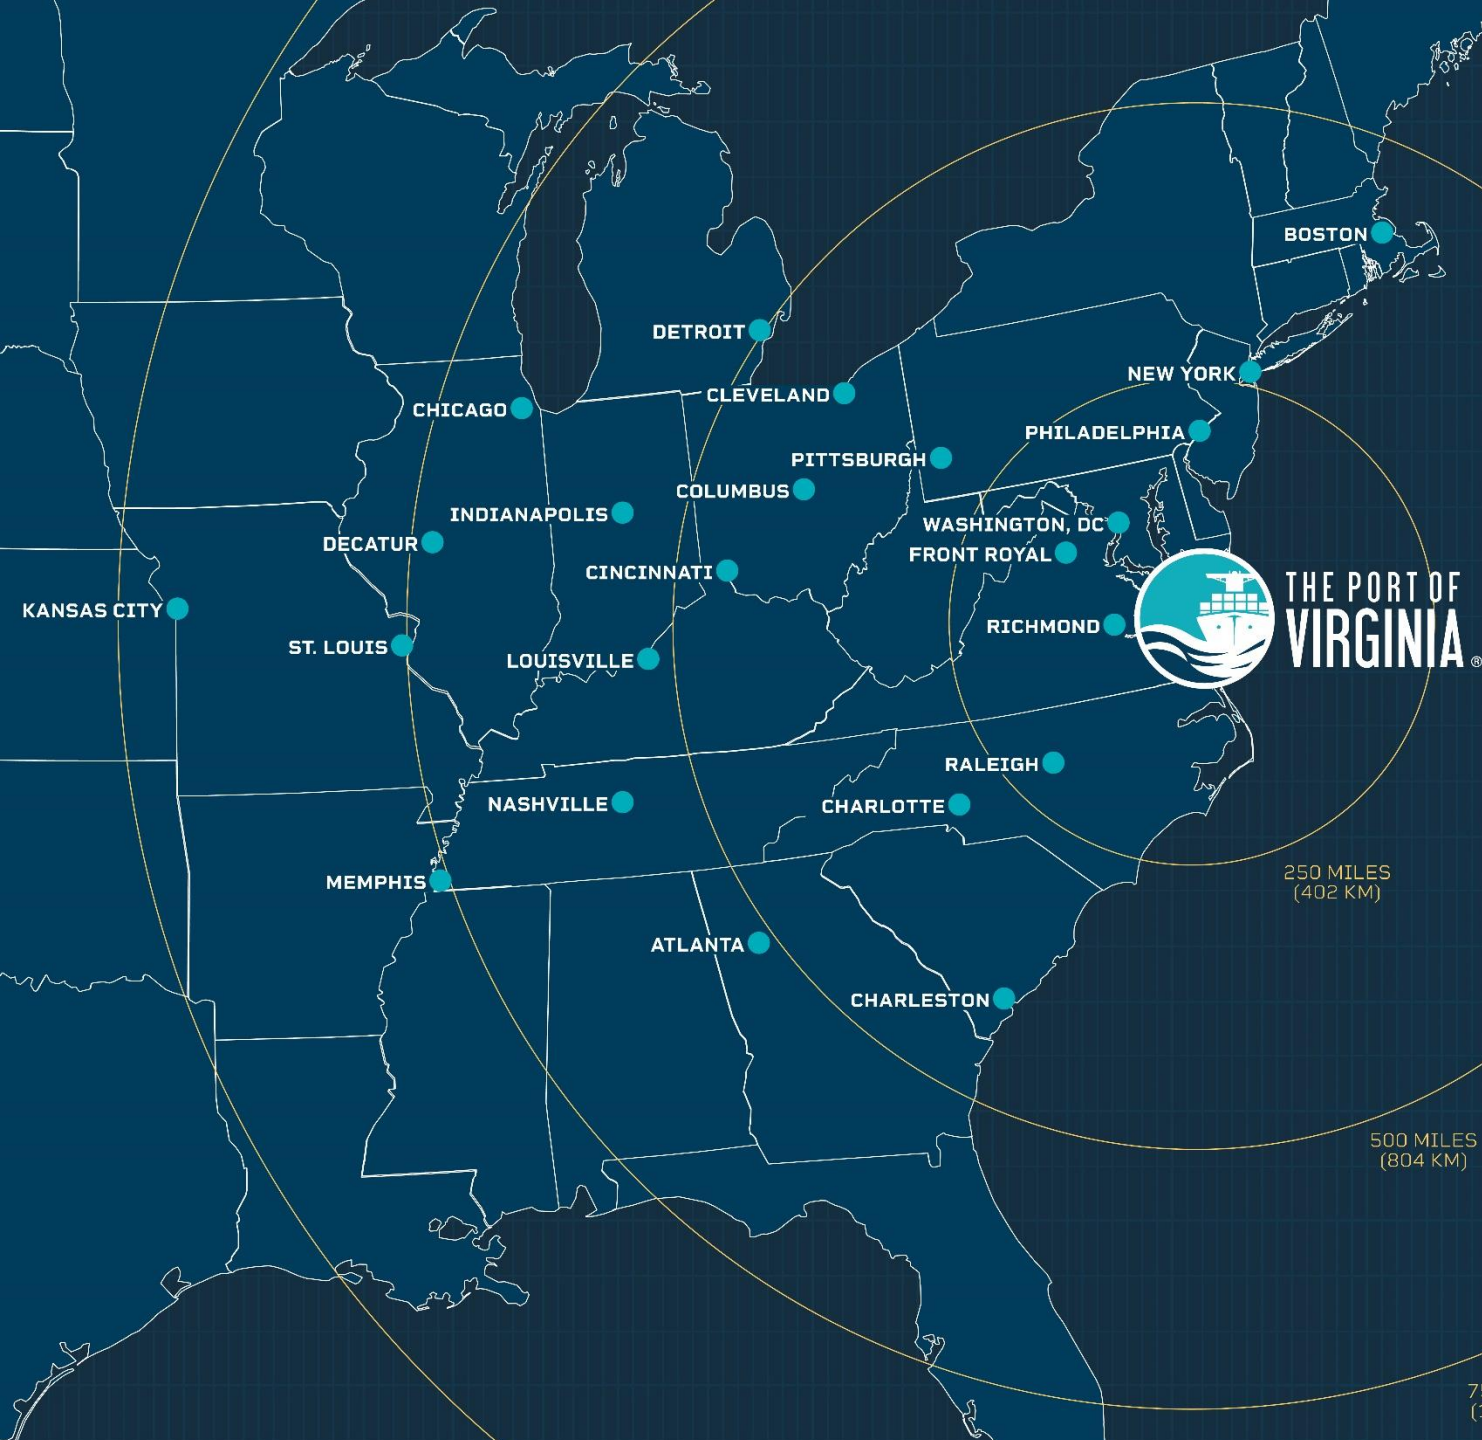 BOSTON
DETROIT
NEW YORK
CLEVELAND
CHICAGO
PHILADELPHIA
PITTSBURGH
COLUMBUS
INDIANAPOLIS
WASHINGTON, DC
DECATUR
FRONT ROYAL
CINCINNATI
THE PORT OF
VIRGINIA®
KANSAS CITY
RICHMOND
ST. LOUIS
LOUISVILLE
RALEIGH
NASHVILLE
CHARLOTTE
250 MILES
(402 KM)
MEMPHIS
ATLANTA
CHARLESTON
500 MILES
(804 KM)